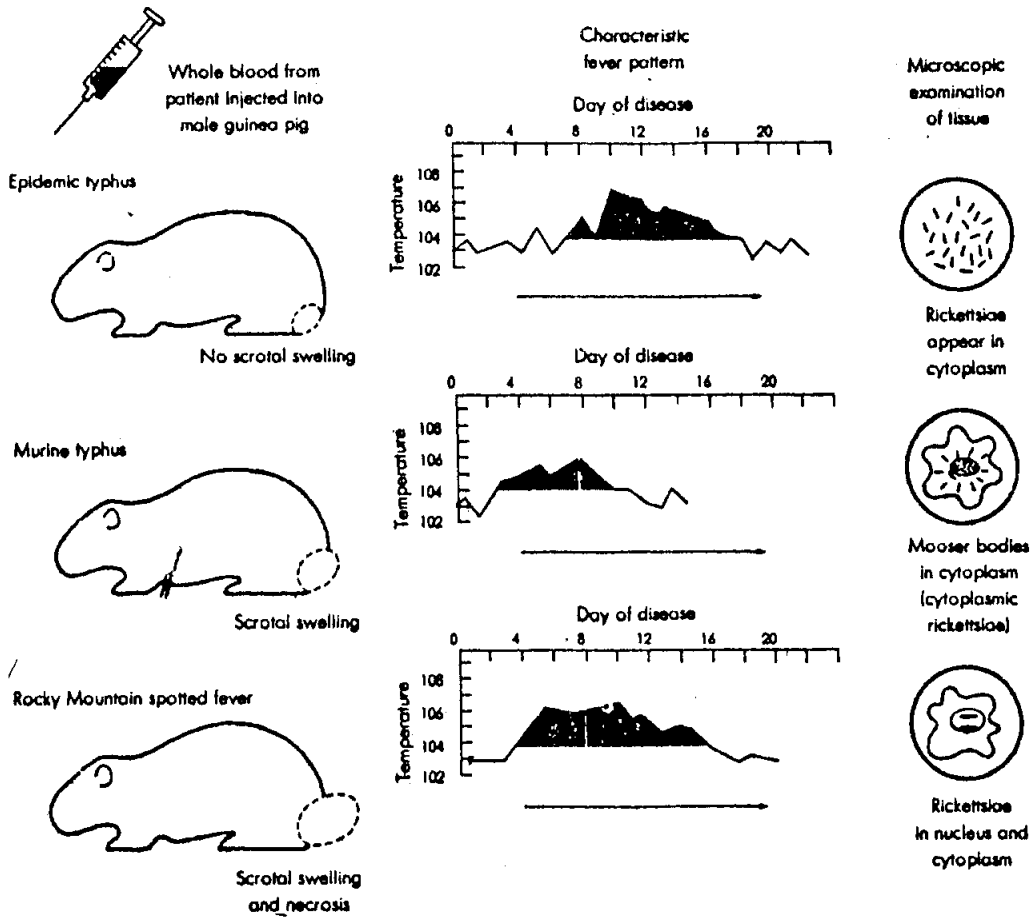 Whole blood from
patient injected into
male guinea pig
Characteristic
fever pattern
Microscopic
examination
of tissue
Epidemic typhus
No scrotal swelling
Day of disease
0 4 8 12 16 20
Temperature
108
106
104
102
Rickettsiae
appear in
cytoplasm
Murine typhus
Scrotal swelling
Day of disease
0 4 8 12 16 20
Temperature
108
106
104
102
Mooser bodies
in cytoplasm
(cytoplasmic
rickettsiae)
Rocky Mountain spotted fever
Scrotal swelling
and necrosis
Day of disease
0 4 8 12 16 20
Temperature
108
106
104
102
Rickettsiae
in nucleus and
cytoplasm